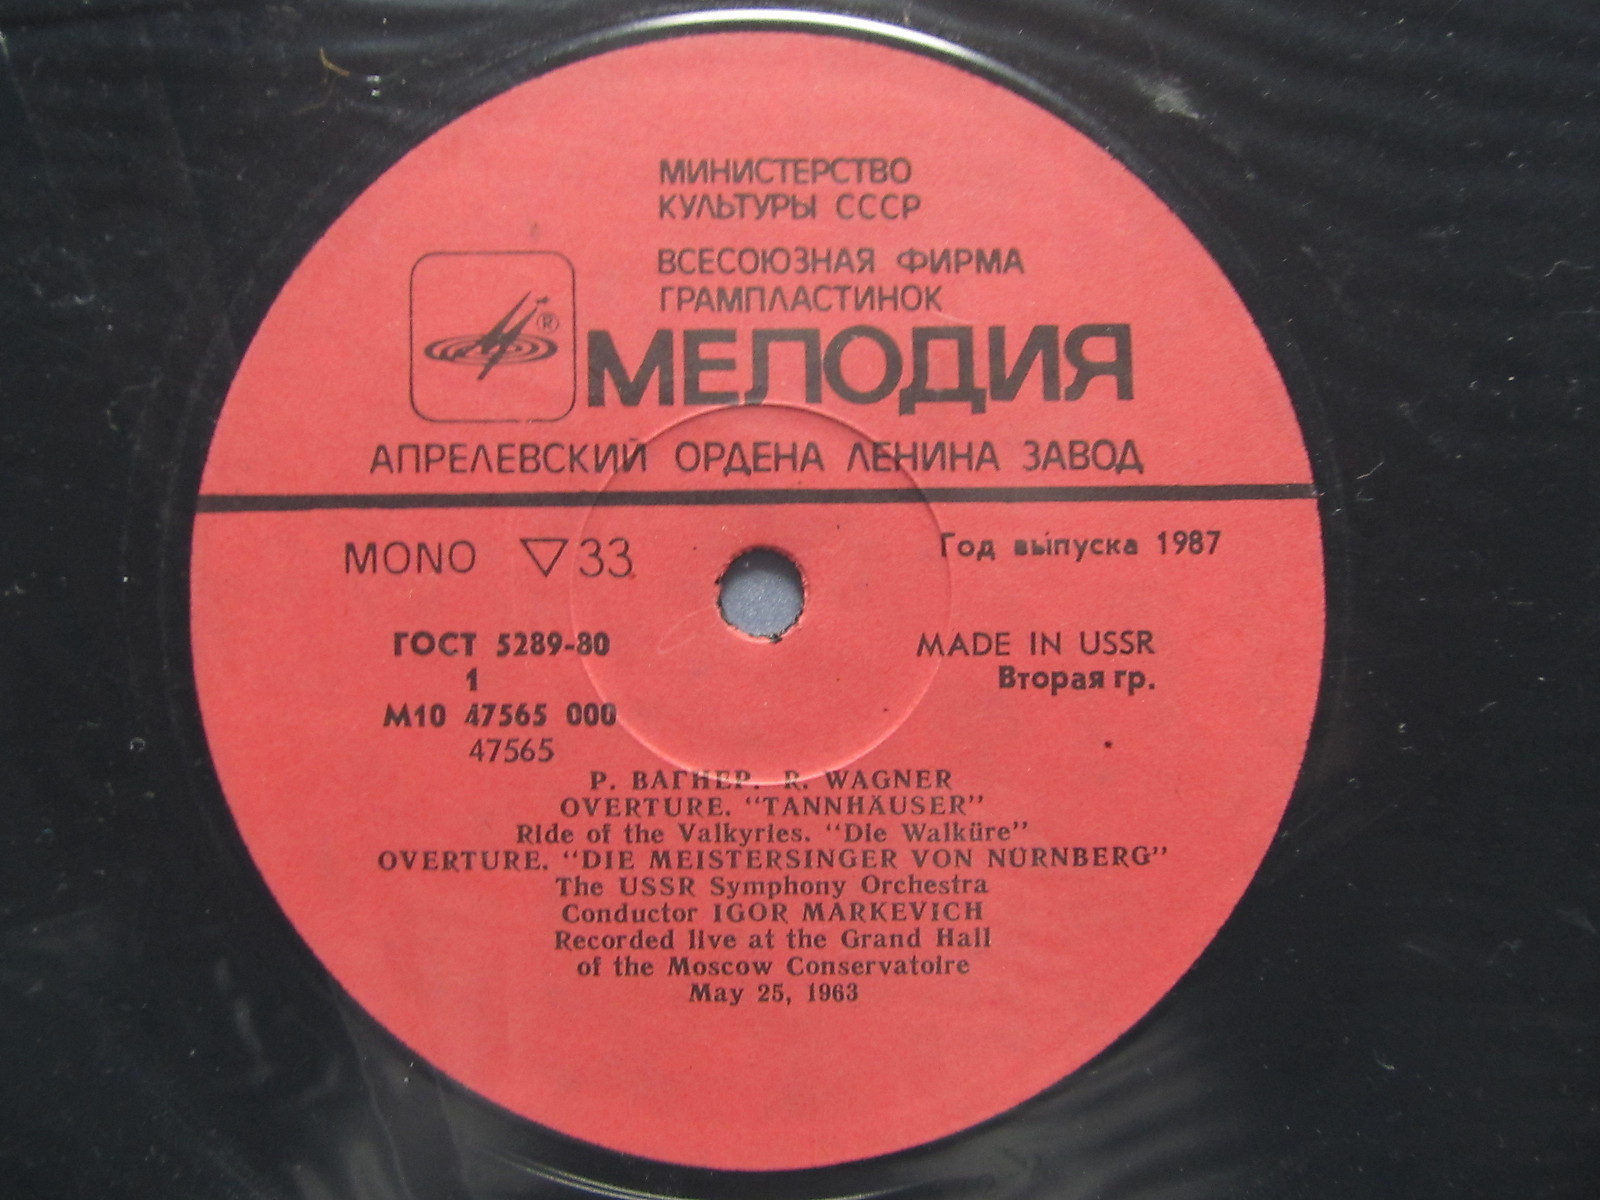 МИНИСТЕРСТВО
КУЛЬТУРЫ СССР
ВСЕСОЮЗНАЯ ФИРМА
ГРАМПЛАСТИНОК
®
МЕЛОДИЯ
АПРЕЛЕВСКИЙ ОРДЕНА ЛЕНИНА ЗАВОД
MONO ▽33
Год выпуска 1987
ГОСТ 5289-80
MADE IN USSR
1
Вторая гр.
М10 47565 000
47565
Р. ВАГНЕР. R. WAGNER
OVERTURE. “TANNHÄUSER”
Ride of the Valkyries. “Die Walküre”
OVERTURE. “DIE MEISTERSINGER VON NÜRNBERG”
The USSR Symphony Orchestra
Conductor IGOR MARKEVICH
Recorded live at the Grand Hall
of the Moscow Conservatoire
May 25, 1963